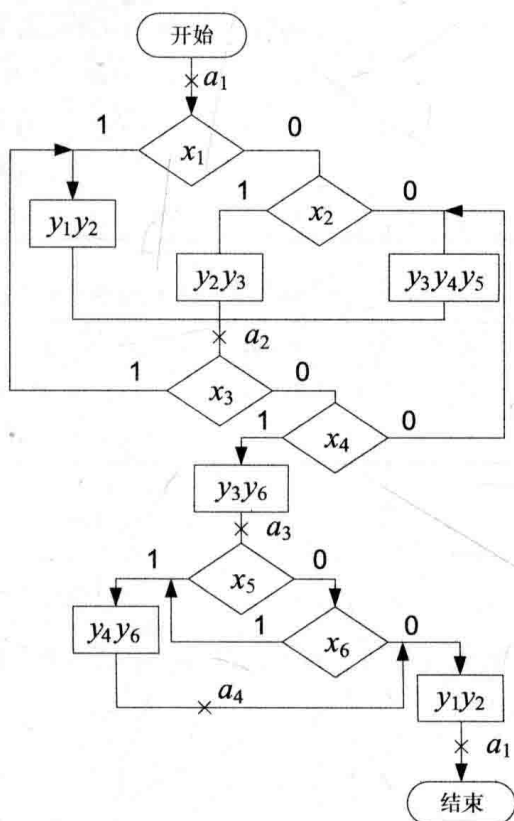 开始
× a₁
1 x₁ 0
1 x₂ 0
y₁y₂
y₂y₃
y₃y₄y₅
× a₂
1 x₃ 0
1 x₄ 0
y₃y₆
× a₃
1 x₅ 0
y₄y₆
1 x₆ 0
× a₄
y₁y₂
× a₁
结束